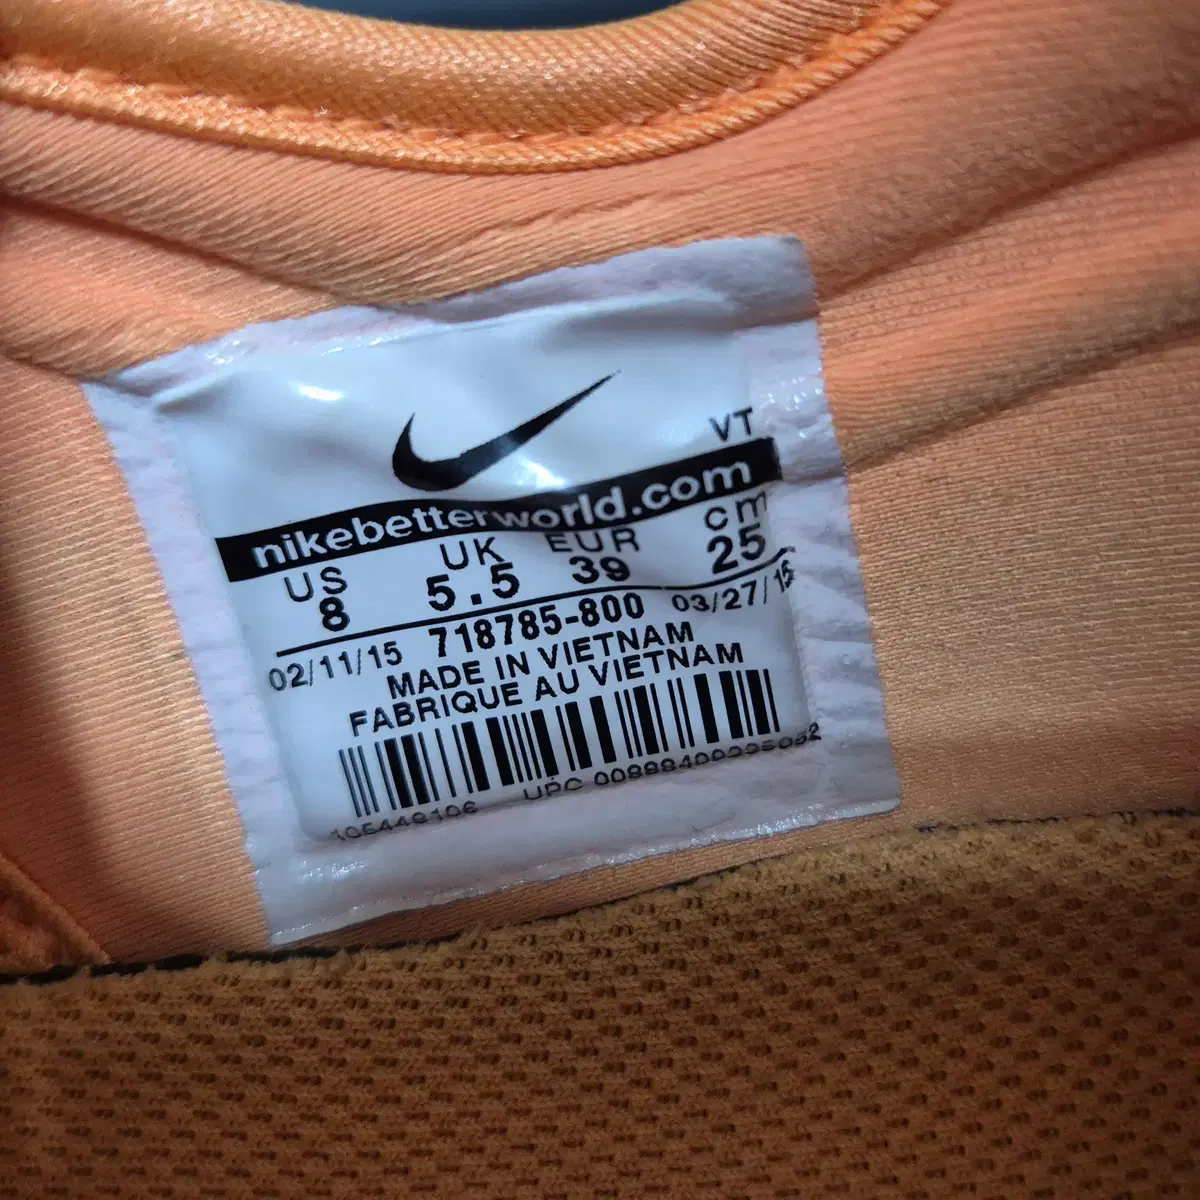 VT
nikebetterworld.com
US UK EUR cm
8 5.5 39 25
02/11/15 718785-800 03/27/15
MADE IN VIETNAM
FABRIQUE AU VIETNAM
UPC